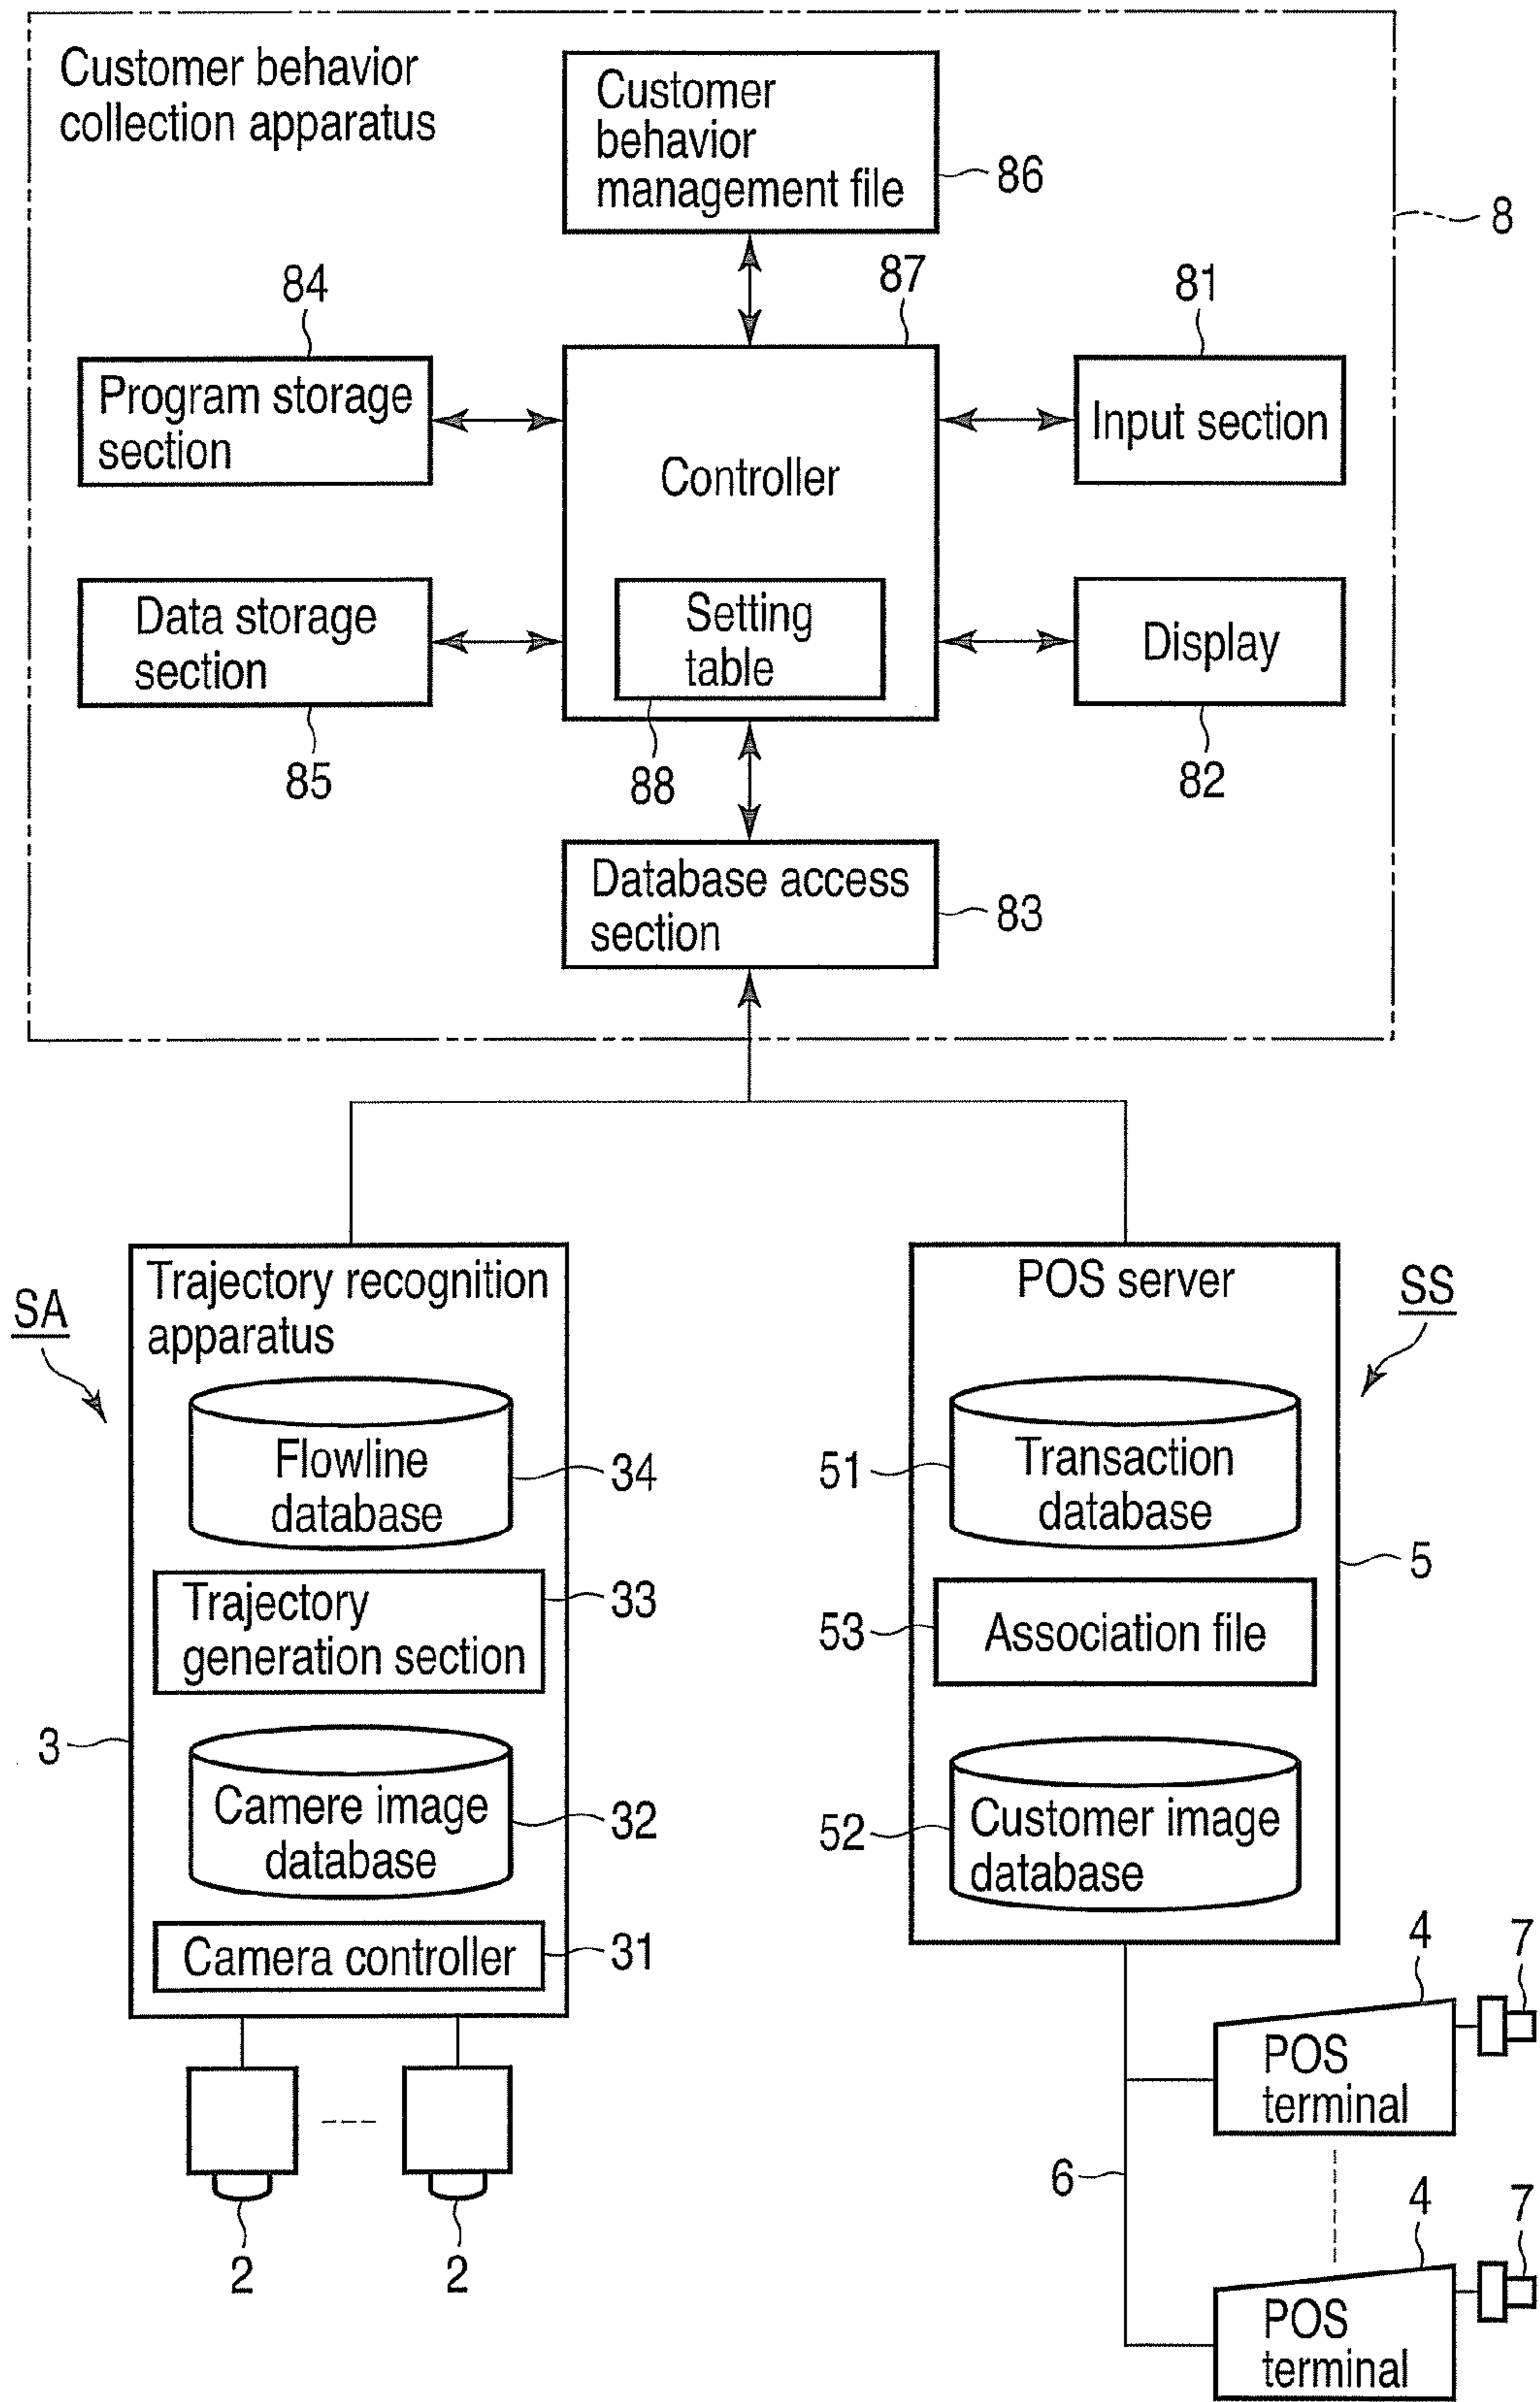 Customer behavior
collection apparatus
Customer
behavior
management file
86
8
84
87
81
Program storage
section
Controller
Input section
Data storage
section
Setting
table
Display
85
88
82
Database access
section
83
SA
Trajectory recognition
apparatus
Flowline
database
34
Trajectory
generation section
33
3
Camere image
database
32
Camera controller
31
2
2
POS server
SS
51
Transaction
database
5
53
Association file
52
Customer image
database
4
7
POS
terminal
6
4
7
POS
terminal